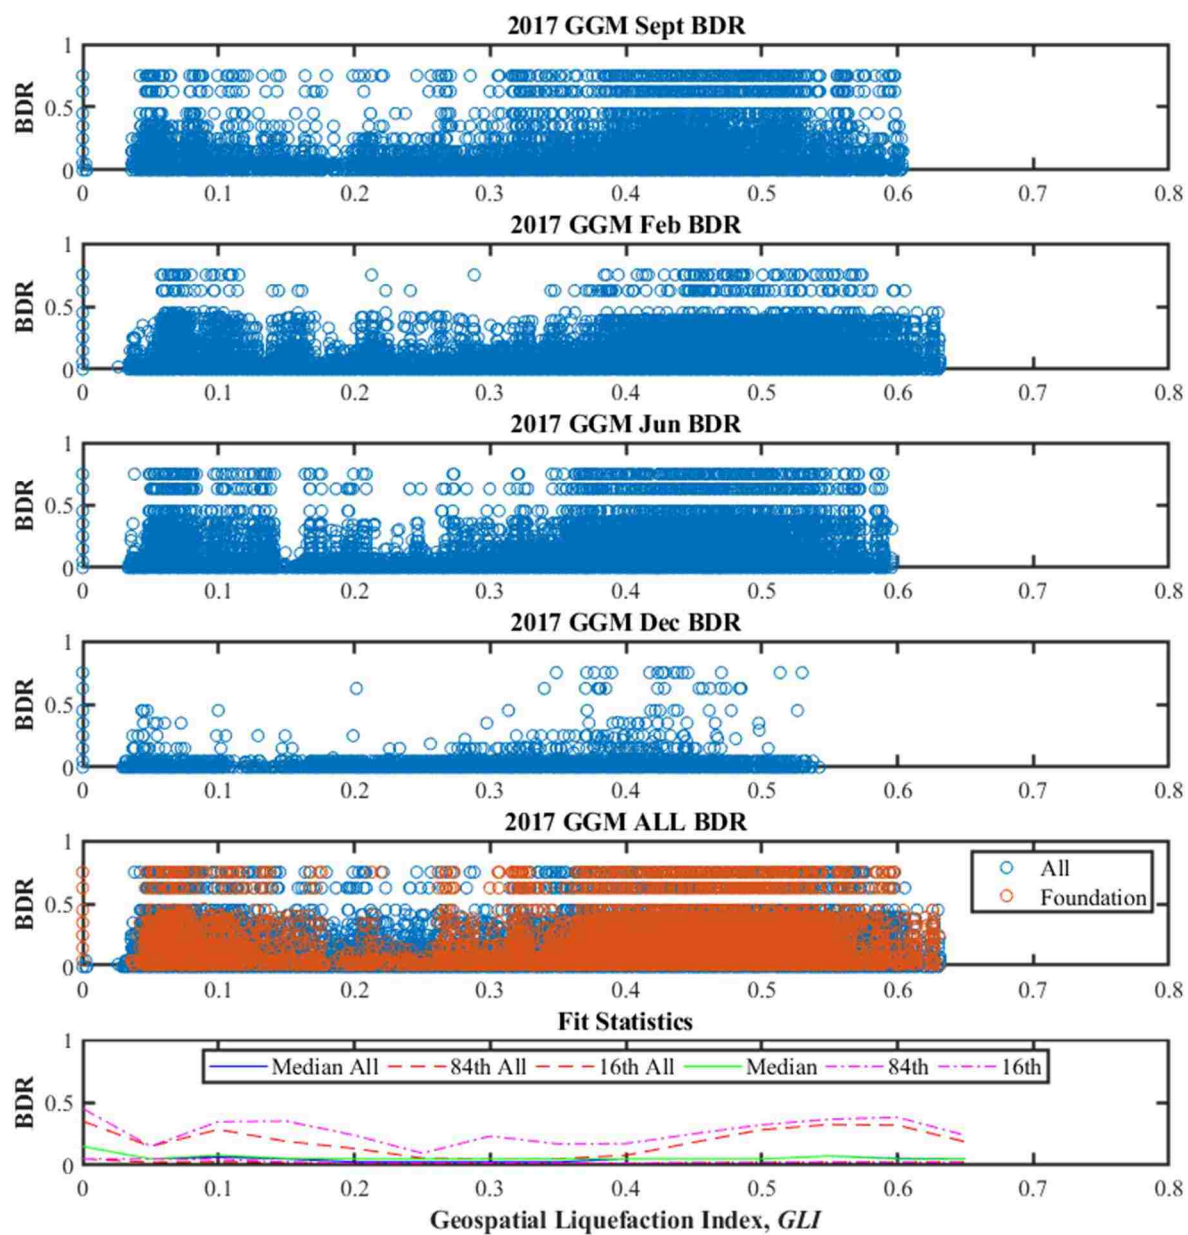 2017 GGM Sept BDR
1
0.5
0
BDR
0 0.1 0.2 0.3 0.4 0.5 0.6 0.7 0.8
2017 GGM Feb BDR
1
0.5
0
BDR
0 0.1 0.2 0.3 0.4 0.5 0.6 0.7 0.8
2017 GGM Jun BDR
1
0.5
0
BDR
0 0.1 0.2 0.3 0.4 0.5 0.6 0.7 0.8
2017 GGM Dec BDR
1
0.5
0
BDR
0 0.1 0.2 0.3 0.4 0.5 0.6 0.7 0.8
2017 GGM ALL BDR
1
0.5
0
BDR
All
Foundation
0 0.1 0.2 0.3 0.4 0.5 0.6 0.7 0.8
Fit Statistics
1
0.5
0
BDR
Median All 84th All 16th All Median 84th 16th
0 0.1 0.2 0.3 0.4 0.5 0.6 0.7 0.8
Geospatial Liquefaction Index, GLI